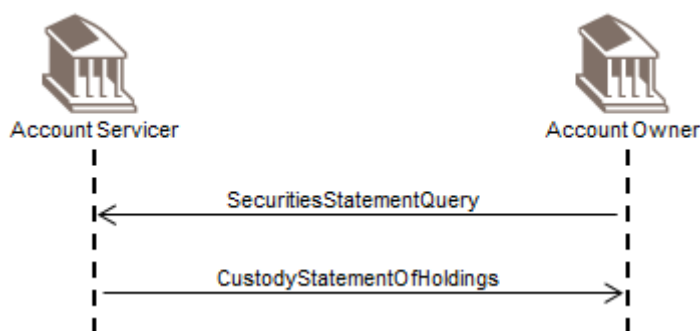 Account Servicer
Account Owner
SecuritiesStatementQuery
CustodyStatementOfHoldings